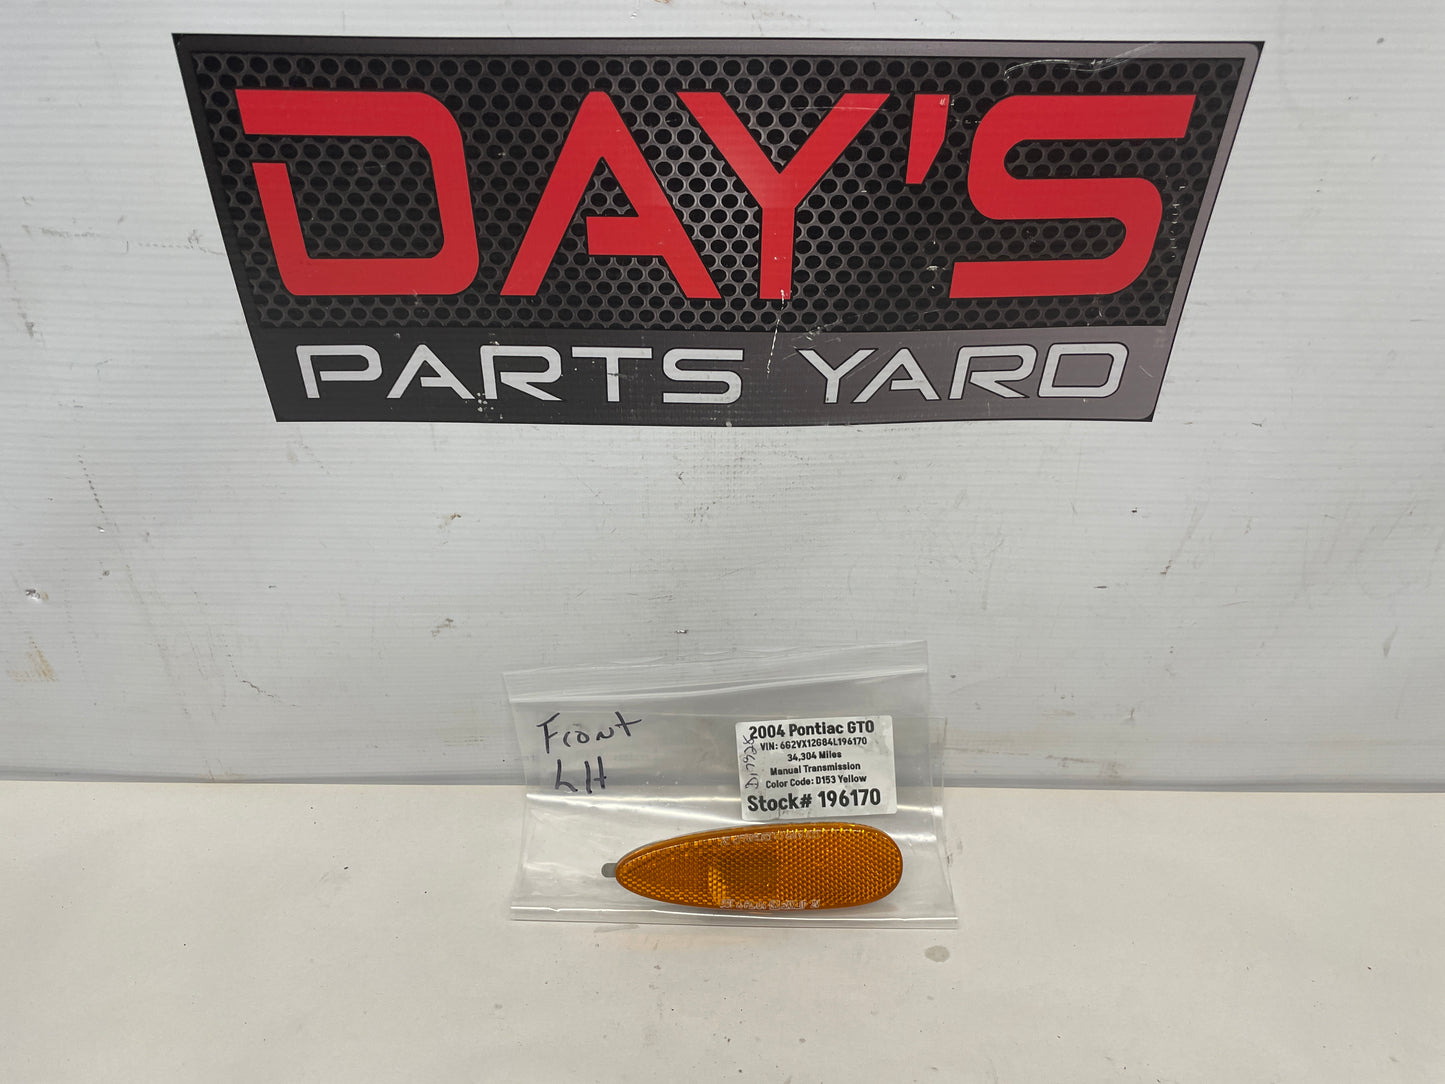 DAY'S
PARTS YARD
Front
LH
2004 Pontiac GTO
VIN: 6G2VX12G84L196170
34,304 Miles
Manual Transmission
Color Code: D153 Yellow
Stock# 196170